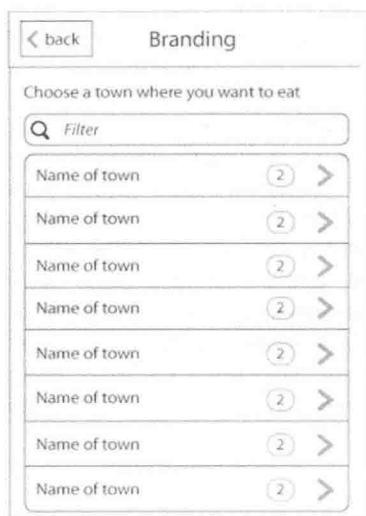 back
Branding
Choose a town where you want to eat
Filter
Name of town 2
Name of town 2
Name of town 2
Name of town 2
Name of town 2
Name of town 2
Name of town 2
Name of town 2